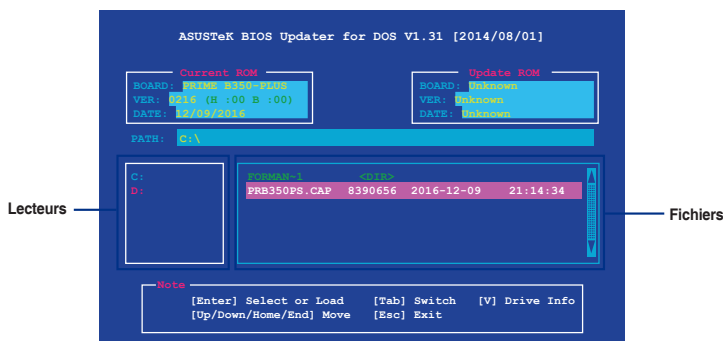 ASUSTeK BIOS Updater for DOS V1.31 [2014/08/01]
Current ROM
BOARD: PRIME B350-PLUS
VER: 0216 (H :00 B :00)
DATE: 12/09/2016
Update ROM
BOARD: Unknown
VER: Unknown
DATE: Unknown
PATH: C:\
C:
D:
FORMAN~1 <DIR>
PRB350PS.CAP 8390656 2016-12-09 21:14:34
Lecteurs
Fichiers
Note
[Enter] Select or Load [Tab] Switch [V] Drive Info
[Up/Down/Home/End] Move [Esc] Exit